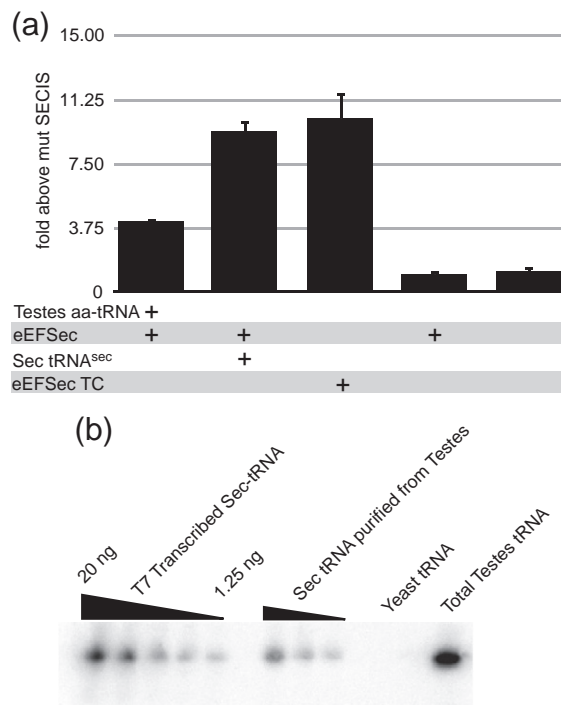 (a)
15.00
11.25
7.50
3.75
0
fold above mut SECIS
Testes aa-tRNA +
eEFSec + + +
Sec tRNAsec +
eEFSec TC +
(b)
20 ng
T7 Transcribed Sec-tRNA
1.25 ng
Sec tRNA purified from Testes
Yeast tRNA
Total Testes tRNA